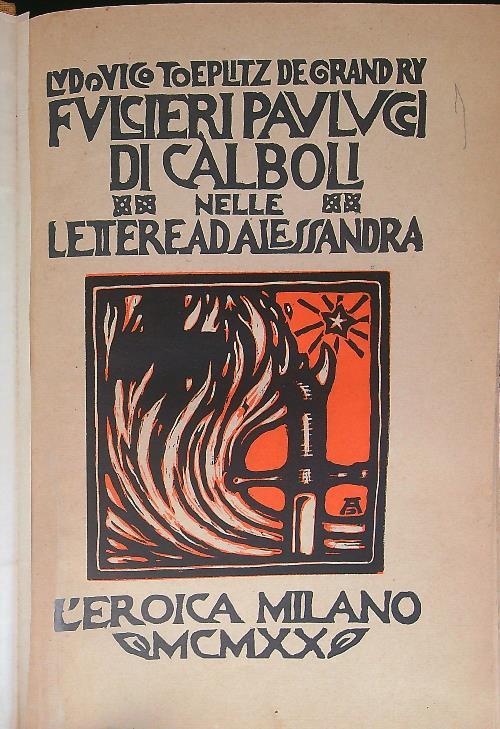 LVDOVICO TOEPLITZ DE GRAND RY
FVLCIERI PAVLVCCI
DI CALBOLI
NELLE
LETTERE AD ALESSANDRA
L'EROICA MILANO
MCMXX